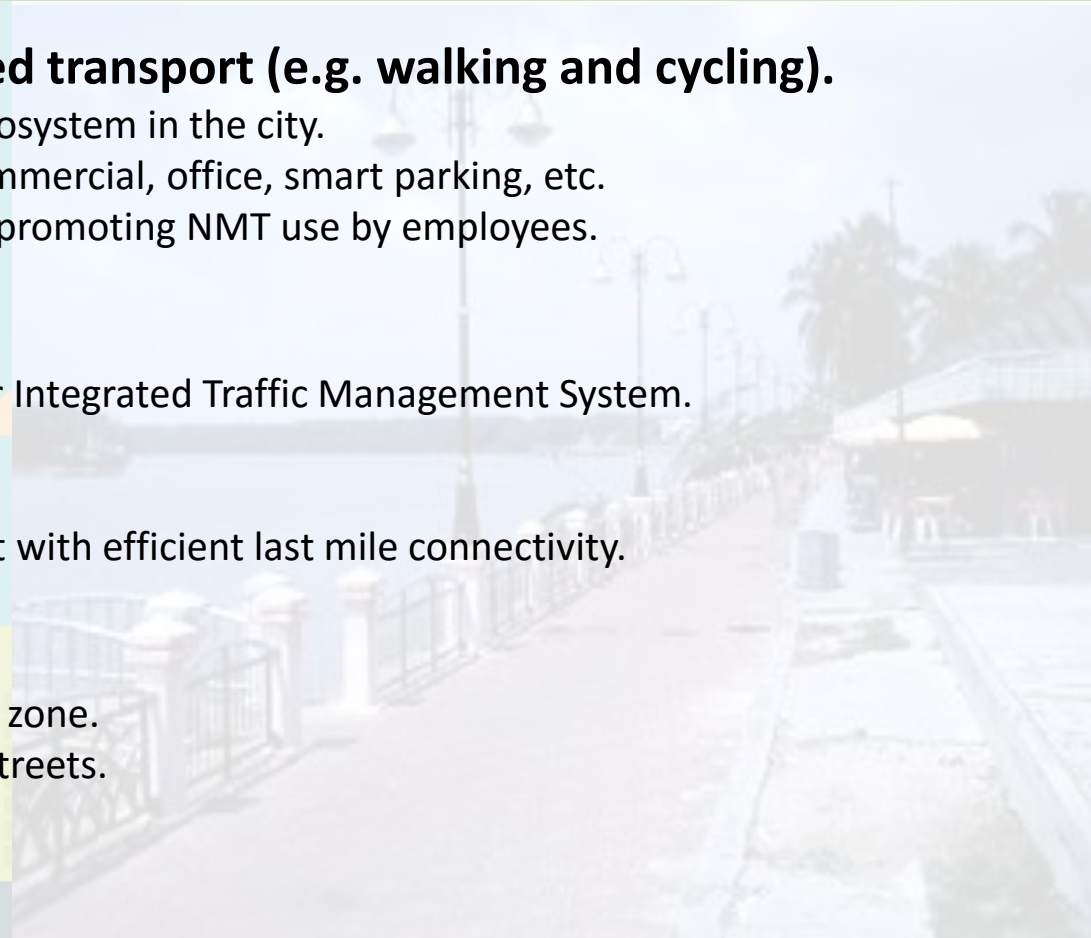 ed transport (e.g. walking and cycling).
osystem in the city.
mmercial, office, smart parking, etc.
promoting NMT use by employees.
r Integrated Traffic Management System.
t with efficient last mile connectivity.
zone.
treets.